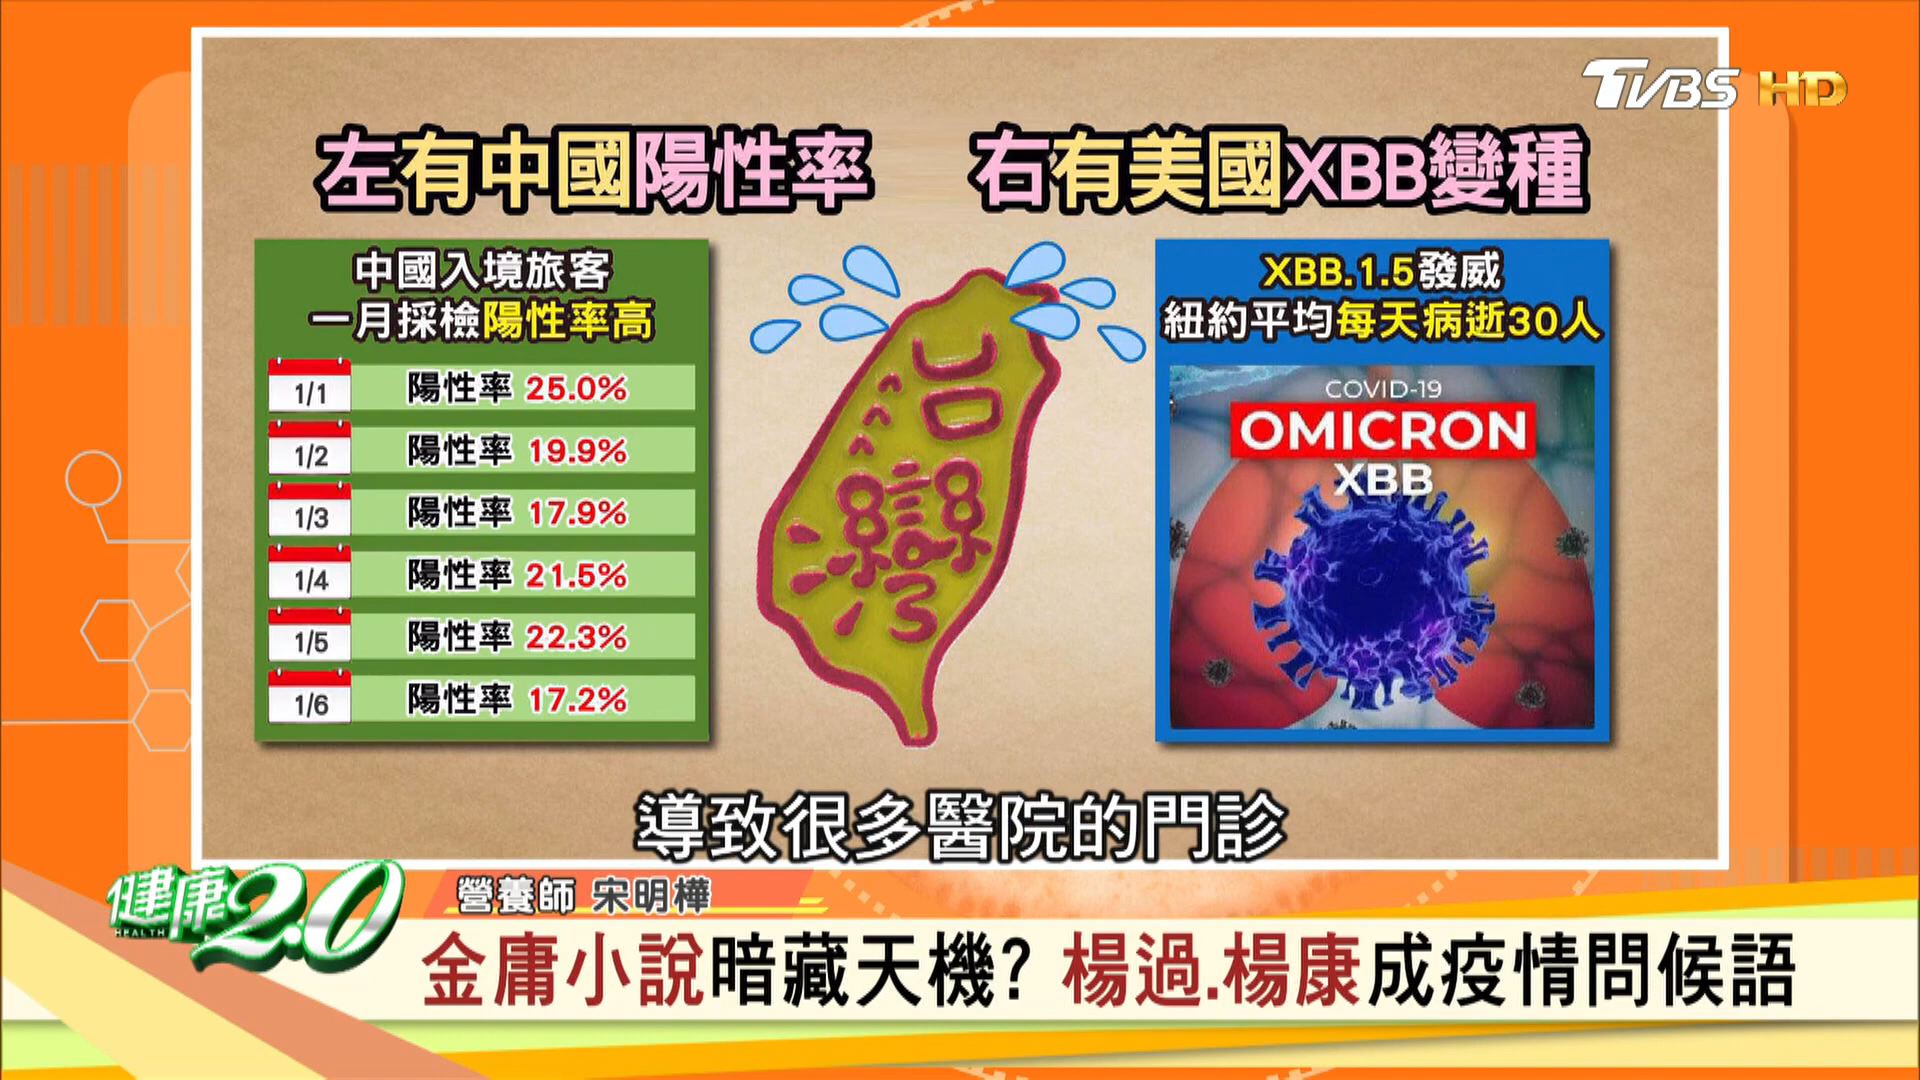 TVBS HD
左有中國陽性率
右有美國XBB變種
中國入境旅客
一月採檢陽性率高
1/1 陽性率 25.0%
1/2 陽性率 19.9%
1/3 陽性率 17.9%
1/4 陽性率 21.5%
1/5 陽性率 22.3%
1/6 陽性率 17.2%
台灣
XBB.1.5發威
紐約平均每天病逝30人
COVID-19
OMICRON
XBB
導致很多醫院的門診
健康2.0
HEALTH
營養師 宋明樺
金庸小說暗藏天機? 楊過.楊康成疫情問候語